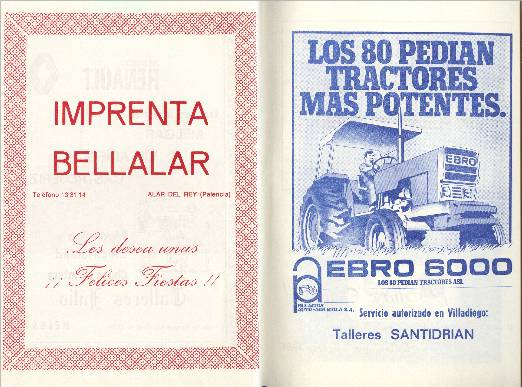 IMPRENTA
BELLALAR
Teléfono 13 31 14
ALAR DEL REY (Palencia)
Les desea unas
¡¡ Felices Fiestas !!
LOS 80 PEDIAN
TRACTORES
MAS POTENTES.
EBRO
EBRO 6000
LOS 80 PEDIAN TRACTORES ASI.
Servicio autorizado en Villadiego:
Talleres SANTIDRIAN